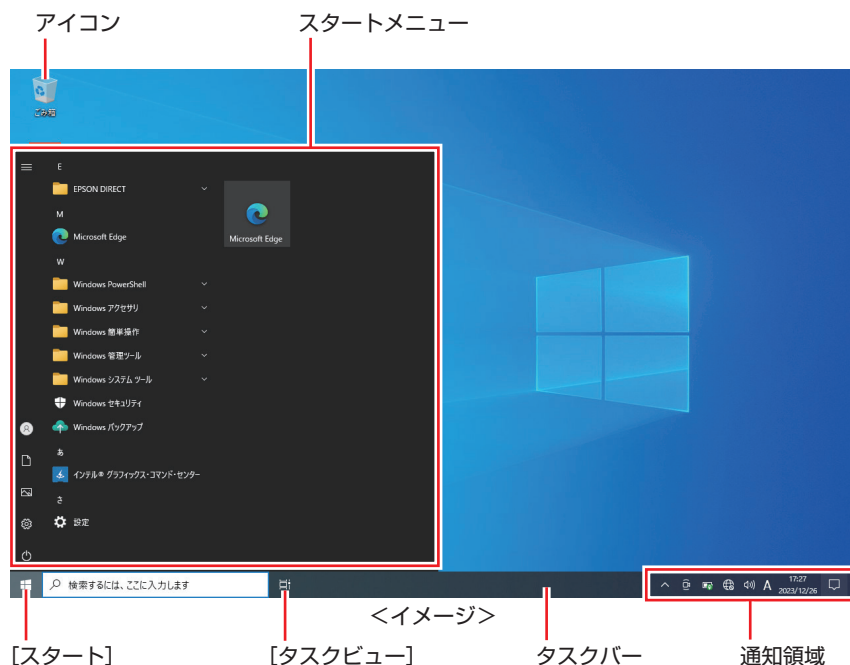 アイコン
スタートメニュー
ごみ箱
E
EPSON DIRECT
M
Microsoft Edge
Microsoft Edge
W
Windows PowerShell
Windows アクセサリ
Windows 簡単操作
Windows 管理ツール
Windows システム ツール
Windows セキュリティ
Windows バックアップ
あ
インテル® グラフィックス・コマンド・センター
さ
設定
検索するには、ここに入力します
A
17:27
2023/12/26
<イメージ>
[スタート]
[タスクビュー]
タスクバー
通知領域